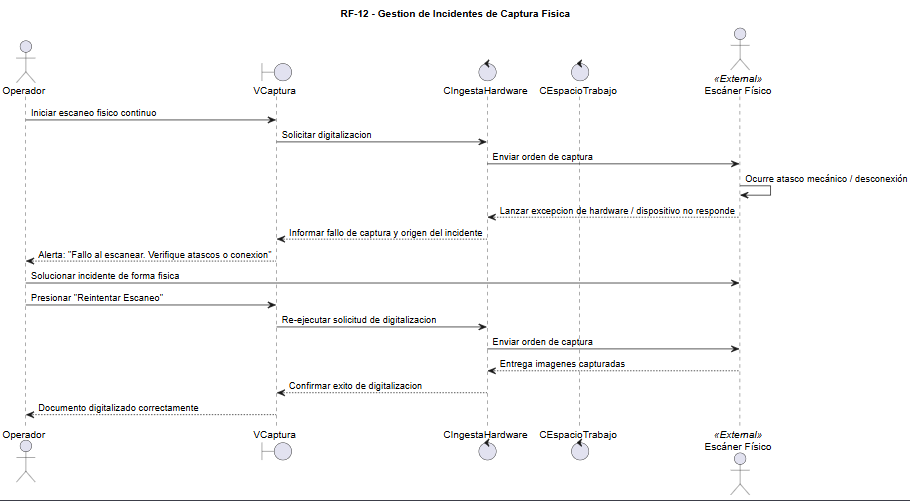 RF-12 - Gestion de Incidentes de Captura Fisica
Operador
VCaptura
CIngestaHardware
CEspacioTrabajo
«External»
Escáner Físico
Iniciar escaneo fisico continuo
Solicitar digitalizacion
Enviar orden de captura
Ocurre atasco mecánico / desconexión
Lanzar excepcion de hardware / dispositivo no responde
Informar fallo de captura y origen del incidente
Alerta: "Fallo al escanear. Verifique atascos o conexion"
Solucionar incidente de forma fisica
Presionar "Reintentar Escaneo"
Re-ejecutar solicitud de digitalizacion
Enviar orden de captura
Entrega imagenes capturadas
Confirmar exito de digitalizacion
Documento digitalizado correctamente
Operador
VCaptura
CIngestaHardware
CEspacioTrabajo
«External»
Escáner Físico